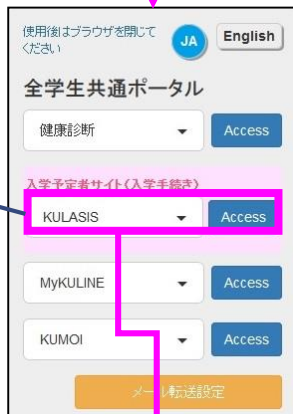 使用後はブラウザを閉じて
ください
JA
English
全学生共通ポータル
健康診断
Access
入学予定者サイト(入学手続き)
KULASIS
Access
MyKULINE
Access
KUMOI
Access
メール転送設定